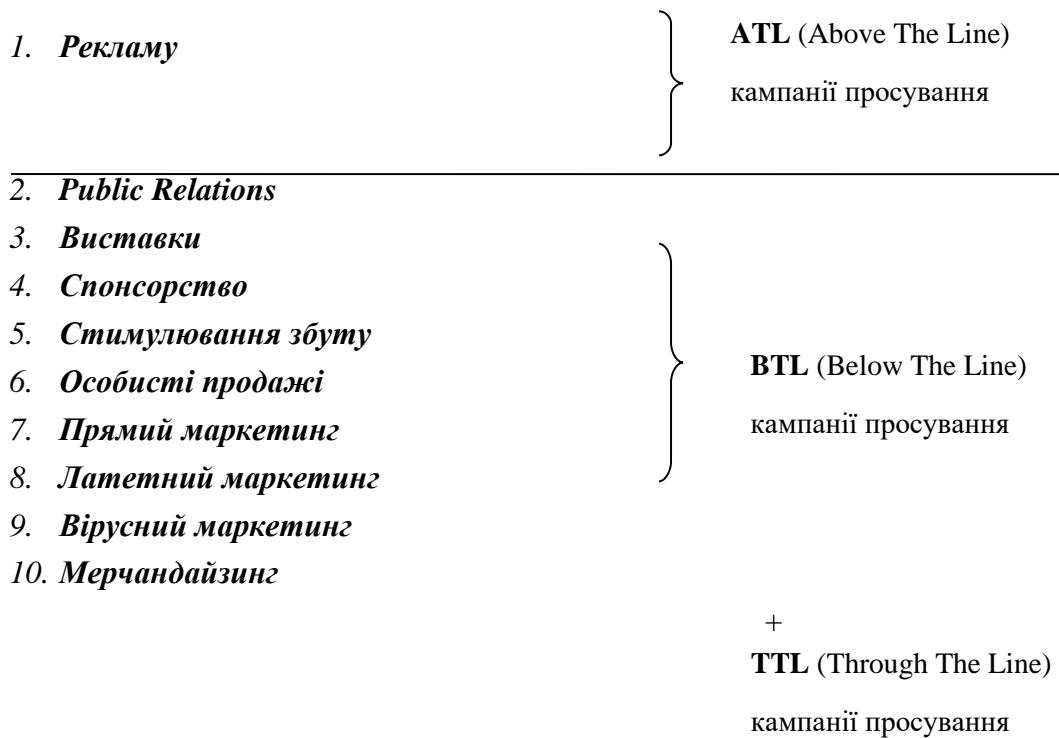 1. Рекламу
ATL (Above The Line)
кампанії просування
2. Public Relations
3. Виставки
4. Спонсорство
5. Стимулювання збуту
6. Особисті продажі
7. Прямий маркетинг
8. Латетний маркетинг
9. Вірусний маркетинг
10. Мерчандайзинг
BTL (Below The Line)
кампанії просування
+
TTL (Through The Line)
кампанії просування